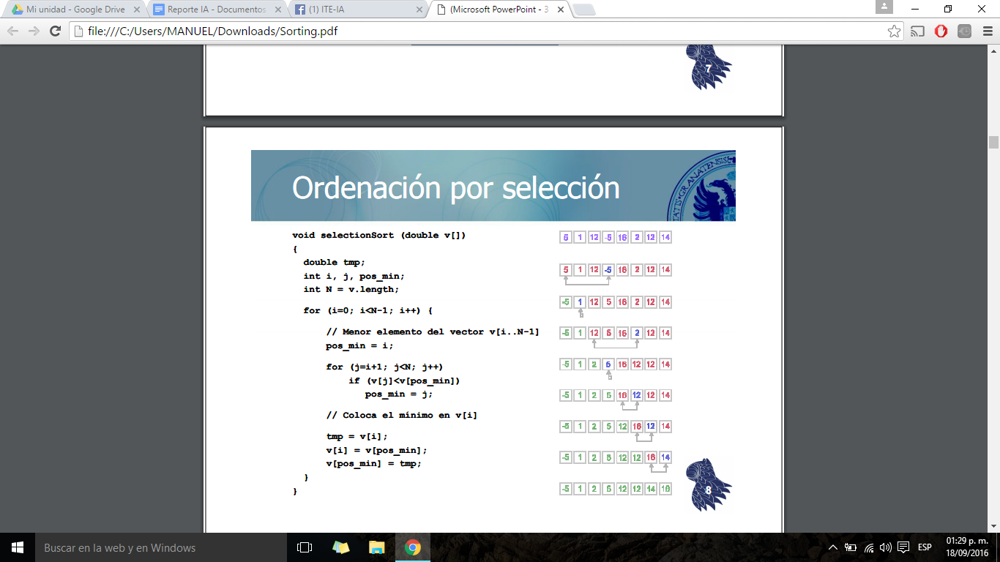 Mi unidad - Google Drive
Reporte IA - Documentos
(1) ITE-IA
(Microsoft PowerPoint - 3
file:///C:/Users/MANUEL/Downloads/Sorting.pdf
7
Ordenación por selección
void selectionSort (double v[])
{
double tmp;
int i, j, pos_min;
int N = v.length;
for (i=0; i<N-1; i++) {
// Menor elemento del vector v[i..N-1]
pos_min = i;
for (j=i+1; j<N; j++)
if (v[j]<v[pos_min])
pos_min = j;
// Coloca el mínimo en v[i]
tmp = v[i];
v[i] = v[pos_min];
v[pos_min] = tmp;
}
}
5 1 12 -5 16 2 12 14
5 1 12 -5 16 2 12 14
-5 1 12 5 16 2 12 14
-5 1 12 5 16 2 12 14
-5 1 2 5 16 12 12 14
-5 1 2 5 16 12 12 14
-5 1 2 5 12 16 12 14
-5 1 2 5 12 12 16 14
-5 1 2 5 12 12 14 16
8
Buscar en la web y en Windows
ESP
01:29 p. m.
18/09/2016